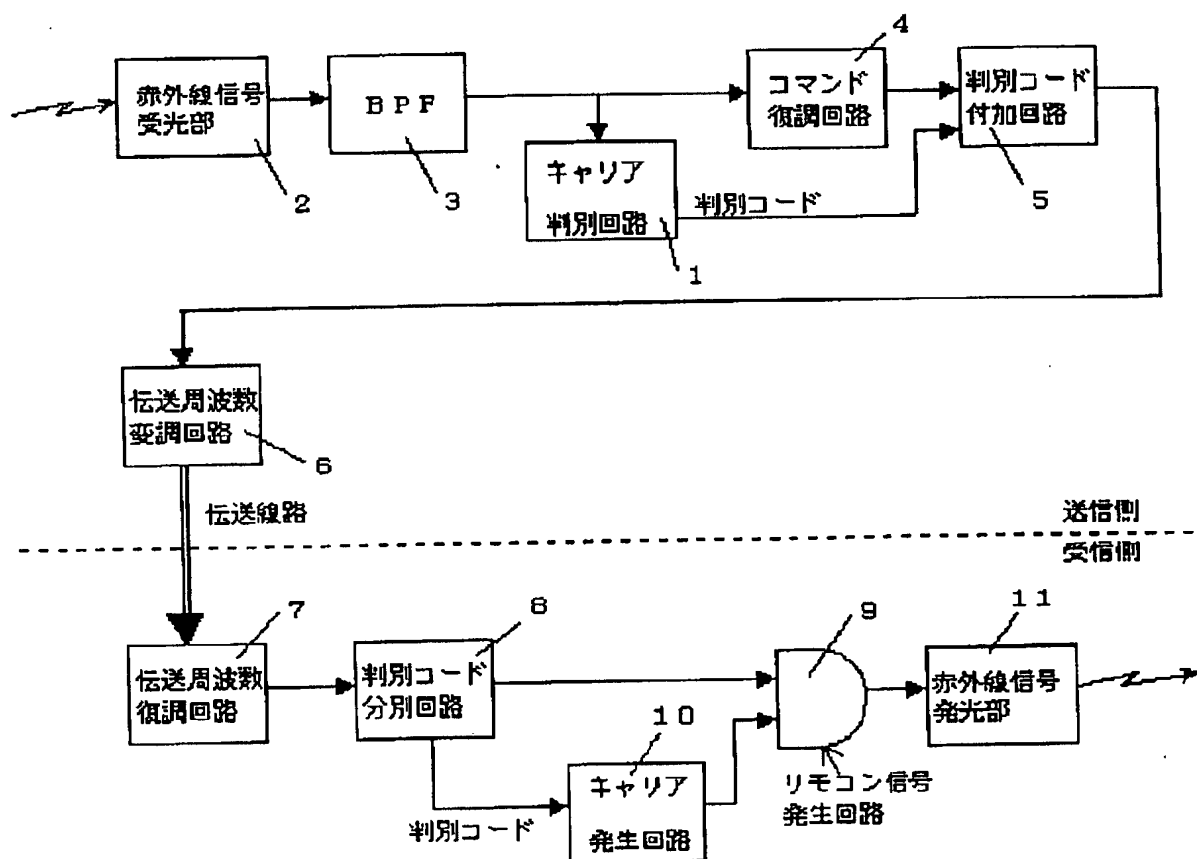 赤外線信号
受光部
2
BPF
3
キャリア
判別回路
1
判別コード
コマンド
復調回路
4
判別コード
付加回路
5
伝送周波数
変調回路
6
伝送線路
送信側
受信側
伝送周波数
復調回路
7
判別コード
分別回路
8
判別コード
キャリア
発生回路
10
9
リモコン信号
発生回路
赤外線信号
発光部
11